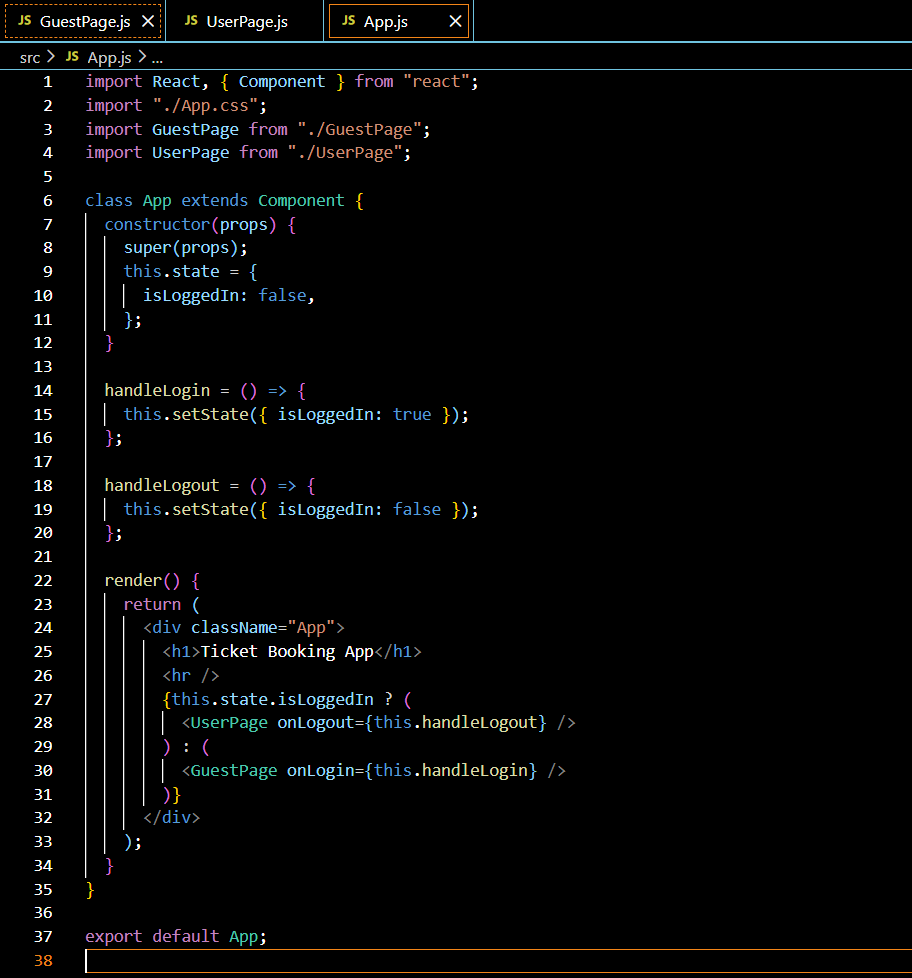 JS GuestPage.js × JS UserPage.js JS App.js ×
src > JS App.js > ...
1 import React, { Component } from "react";
2 import "./App.css";
3 import GuestPage from "./GuestPage";
4 import UserPage from "./UserPage";
5
6 class App extends Component {
7   constructor(props) {
8     super(props);
9     this.state = {
10       isLoggedIn: false,
11     };
12   }
13
14   handleLogin = () => {
15     this.setState({ isLoggedIn: true });
16   };
17
18   handleLogout = () => {
19     this.setState({ isLoggedIn: false });
20   };
21
22   render() {
23     return (
24       <div className="App">
25         <h1>Ticket Booking App</h1>
26         <hr />
27         {this.state.isLoggedIn ? (
28           <UserPage onLogout={this.handleLogout} />
29         ) : (
30           <GuestPage onLogin={this.handleLogin} />
31         )}
32       </div>
33     );
34   }
35 }
36
37 export default App;
38